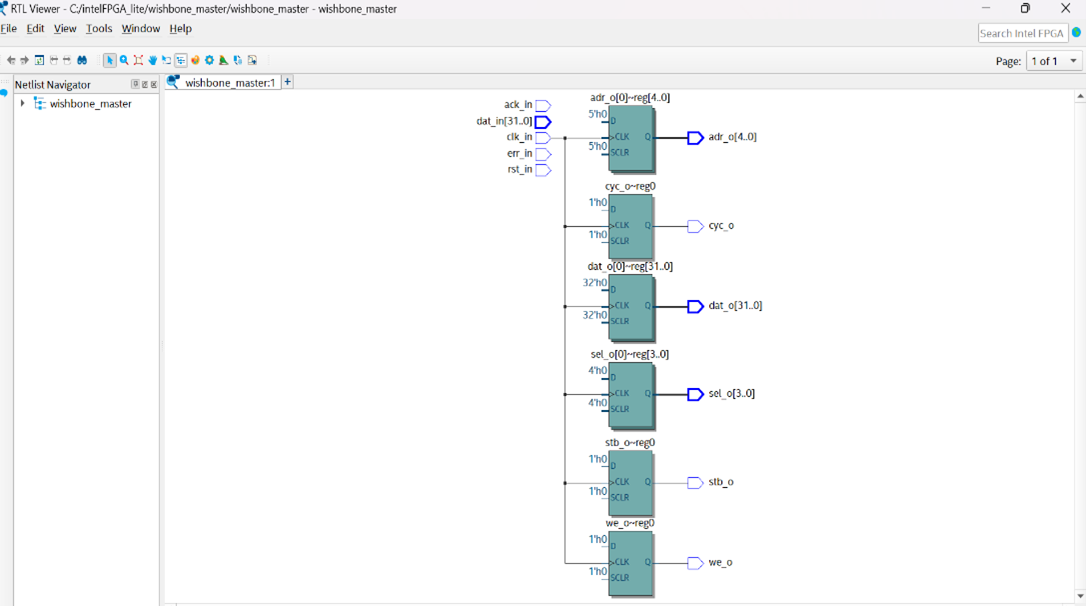 RTL Viewer - C:/intelFPGA_lite/wishbone_master/wishbone_master - wishbone_master
File Edit View Tools Window Help
Search Intel FPGA
Page: 1 of 1
Netlist Navigator
wishbone_master:1
wishbone_master
ack_in
dat_in[31..0]
clk_in
err_in
rst_in
adr_o[0]~reg[4..0]
5'h0
D
CLK Q
adr_o[4..0]
5'h0
SCLR
cyc_o~reg0
1'h0
D
CLK Q
cyc_o
1'h0
SCLR
dat_o[0]~reg[31..0]
32'h0
D
CLK Q
dat_o[31..0]
32'h0
SCLR
sel_o[0]~reg[3..0]
4'h0
D
CLK Q
sel_o[3..0]
4'h0
SCLR
stb_o~reg0
1'h0
D
CLK Q
stb_o
1'h0
SCLR
we_o~reg0
1'h0
D
CLK Q
we_o
1'h0
SCLR